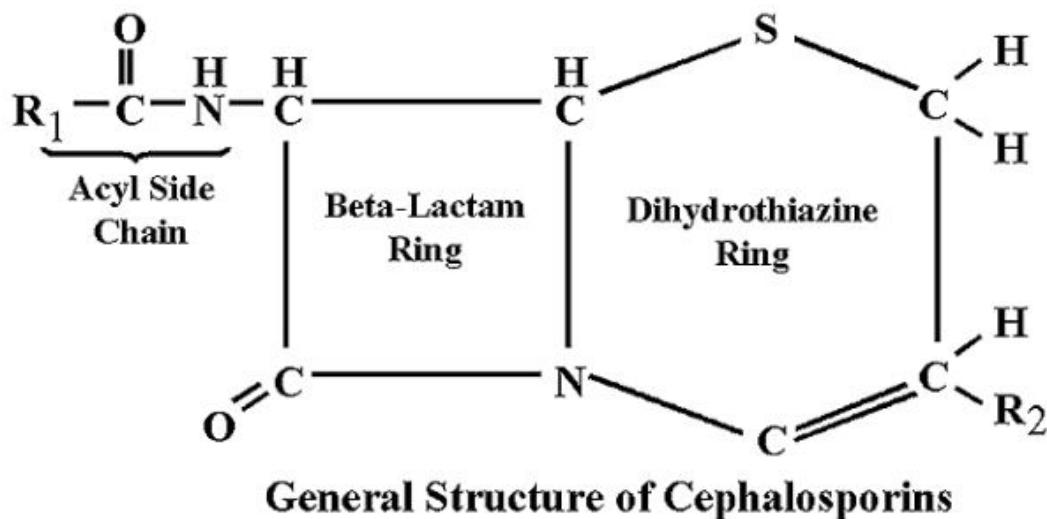 O
S
H
H H H
R1 C N C C C
H
Acyl Side
Chain
Beta-Lactam
Ring
Dihydrothiazine
Ring
H
C N C
O R2
C
General Structure of Cephalosporins